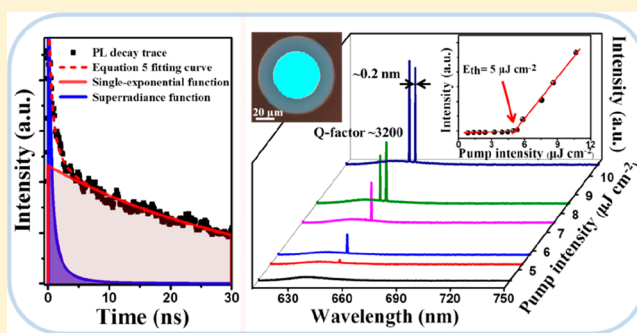 PL decay trace
Equation 5 fitting curve
Single-exponential function
Superradiance function
Intensity (a.u.)
0 10 20 30
Time (ns)
20 μm
~0.2 nm
Q-factor ~3200
Eth= 5 μJ cm-2
Intensity (a.u.)
0 3 6 9 12
Pump intensity
(μJ cm-2)
Intensity (a.u.)
630 660 690 720 750
Wavelength (nm)
5 6 7 8 9 10
Pump intensity (μJ cm-2)